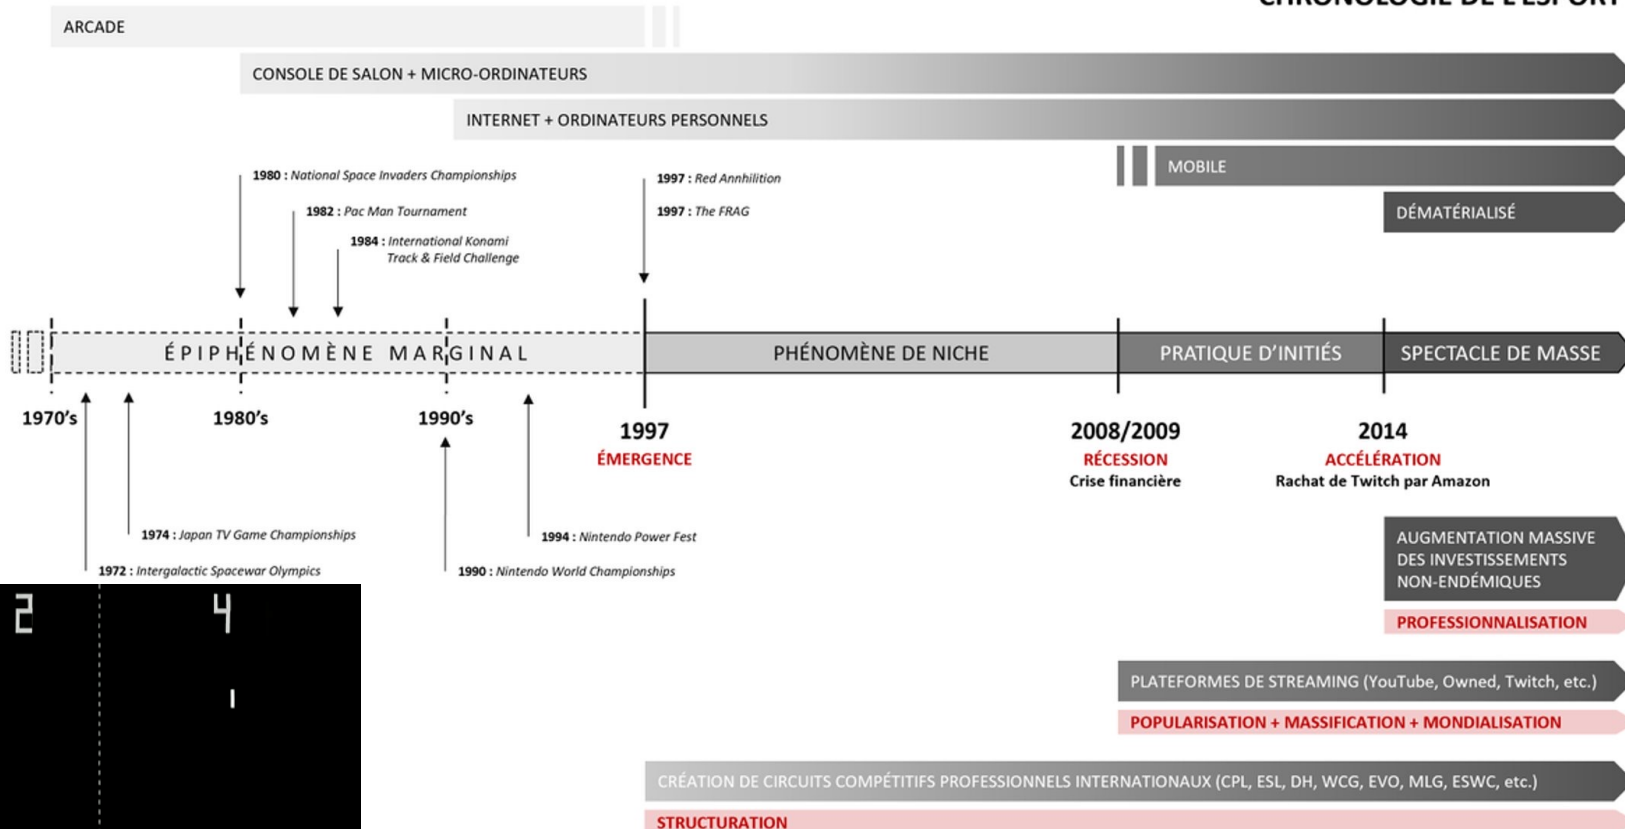 CHRONOLOGIE DE L'ESPORT
ARCADE
CONSOLE DE SALON + MICRO-ORDINATEURS
INTERNET + ORDINATEURS PERSONNELS
MOBILE
DÉMATÉRIALISÉ
1980 : National Space Invaders Championships
1982 : Pac Man Tournament
1984 : International Konami
Track & Field Challenge
1997 : Red Annhilition
1997 : The FRAG
ÉPIPHÉNOMÈNE MARGINAL
PHÉNOMÈNE DE NICHE
PRATIQUE D'INITIÉS
SPECTACLE DE MASSE
1970's
1980's
1990's
1997
ÉMERGENCE
2008/2009
RÉCESSION
Crise financière
2014
ACCÉLÉRATION
Rachat de Twitch par Amazon
1974 : Japan TV Game Championships
1972 : Intergalactic Spacewar Olympics
1994 : Nintendo Power Fest
1990 : Nintendo World Championships
AUGMENTATION MASSIVE
DES INVESTISSEMENTS
NON-ENDÉMIQUES
PROFESSIONNALISATION
2 4
PLATEFORMES DE STREAMING (YouTube, Owned, Twitch, etc.)
POPULARISATION + MASSIFICATION + MONDIALISATION
CRÉATION DE CIRCUITS COMPÉTITIFS PROFESSIONNELS INTERNATIONAUX (CPL, ESL, DH, WCG, EVO, MLG, ESWC, etc.)
STRUCTURATION